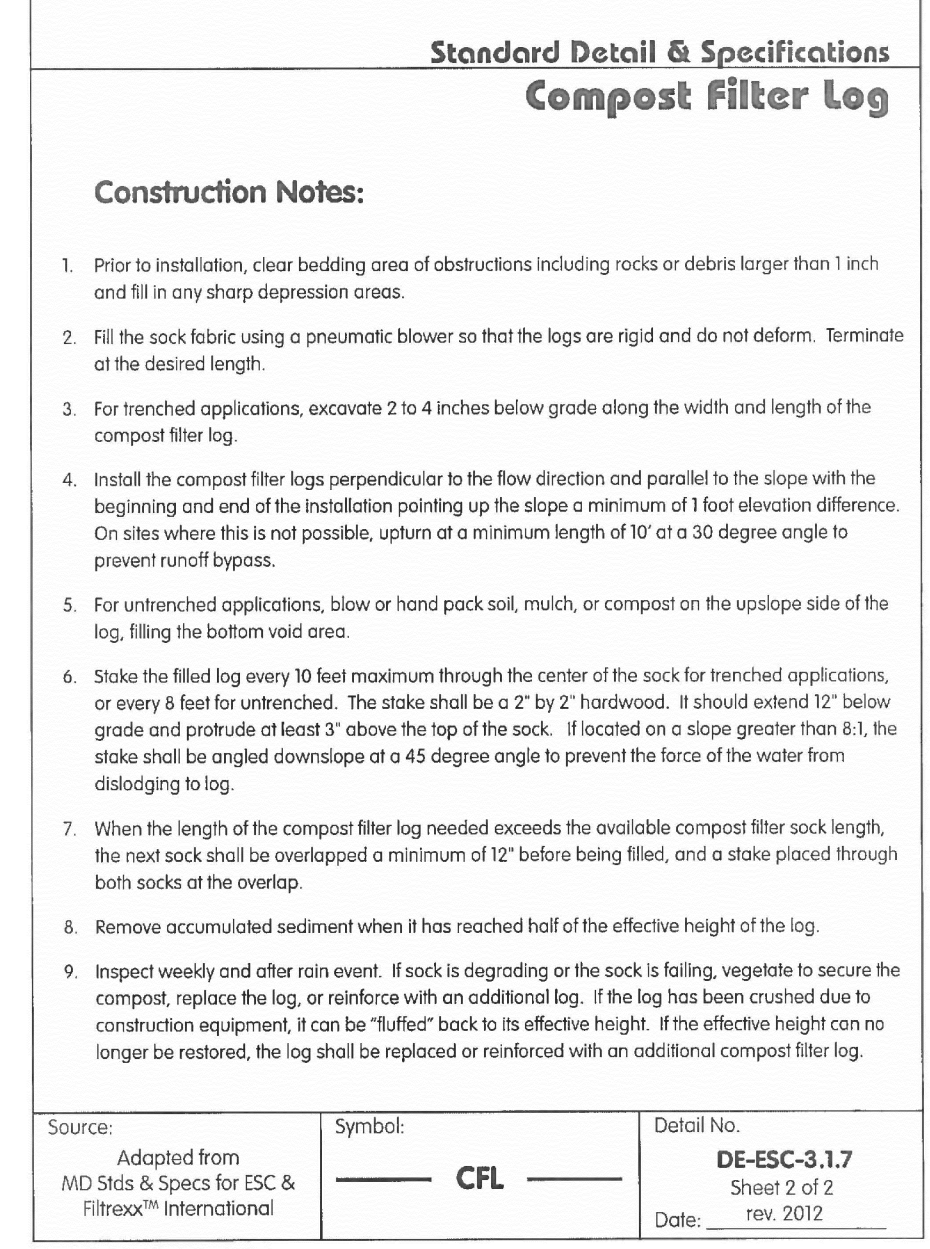 Standard Detail & Specifications
Compost Filter Log
Construction Notes:
1. Prior to installation, clear bedding area of obstructions including rocks or debris larger than 1 inch
and fill in any sharp depression areas.
2. Fill the sock fabric using a pneumatic blower so that the logs are rigid and do not deform. Terminate
at the desired length.
3. For trenched applications, excavate 2 to 4 inches below grade along the width and length of the
compost filter log.
4. Install the compost filter logs perpendicular to the flow direction and parallel to the slope with the
beginning and end of the installation pointing up the slope a minimum of 1 foot elevation difference.
On sites where this is not possible, upturn at a minimum length of 10' at a 30 degree angle to
prevent runoff bypass.
5. For untrenched applications, blow or hand pack soil, mulch, or compost on the upslope side of the
log, filling the bottom void area.
6. Stake the filled log every 10 feet maximum through the center of the sock for trenched applications,
or every 8 feet for untrenched. The stake shall be a 2" by 2" hardwood. It should extend 12" below
grade and protrude at least 3" above the top of the sock. If located on a slope greater than 8:1, the
stake shall be angled downslope at a 45 degree angle to prevent the force of the water from
dislodging to log.
7. When the length of the compost filter log needed exceeds the available compost filter sock length,
the next sock shall be overlapped a minimum of 12" before being filled, and a stake placed through
both socks at the overlap.
8. Remove accumulated sediment when it has reached half of the effective height of the log.
9. Inspect weekly and after rain event. If sock is degrading or the sock is failing, vegetate to secure the
compost, replace the log, or reinforce with an additional log. If the log has been crushed due to
construction equipment, it can be "fluffed" back to its effective height. If the effective height can no
longer be restored, the log shall be replaced or reinforced with an additional compost filter log.
Source:
Adapted from
MD Stds & Specs for ESC &
Filtrexx™ International
Symbol:
CFL
Detail No.
DE-ESC-3.1.7
Sheet 2 of 2
Date: rev. 2012